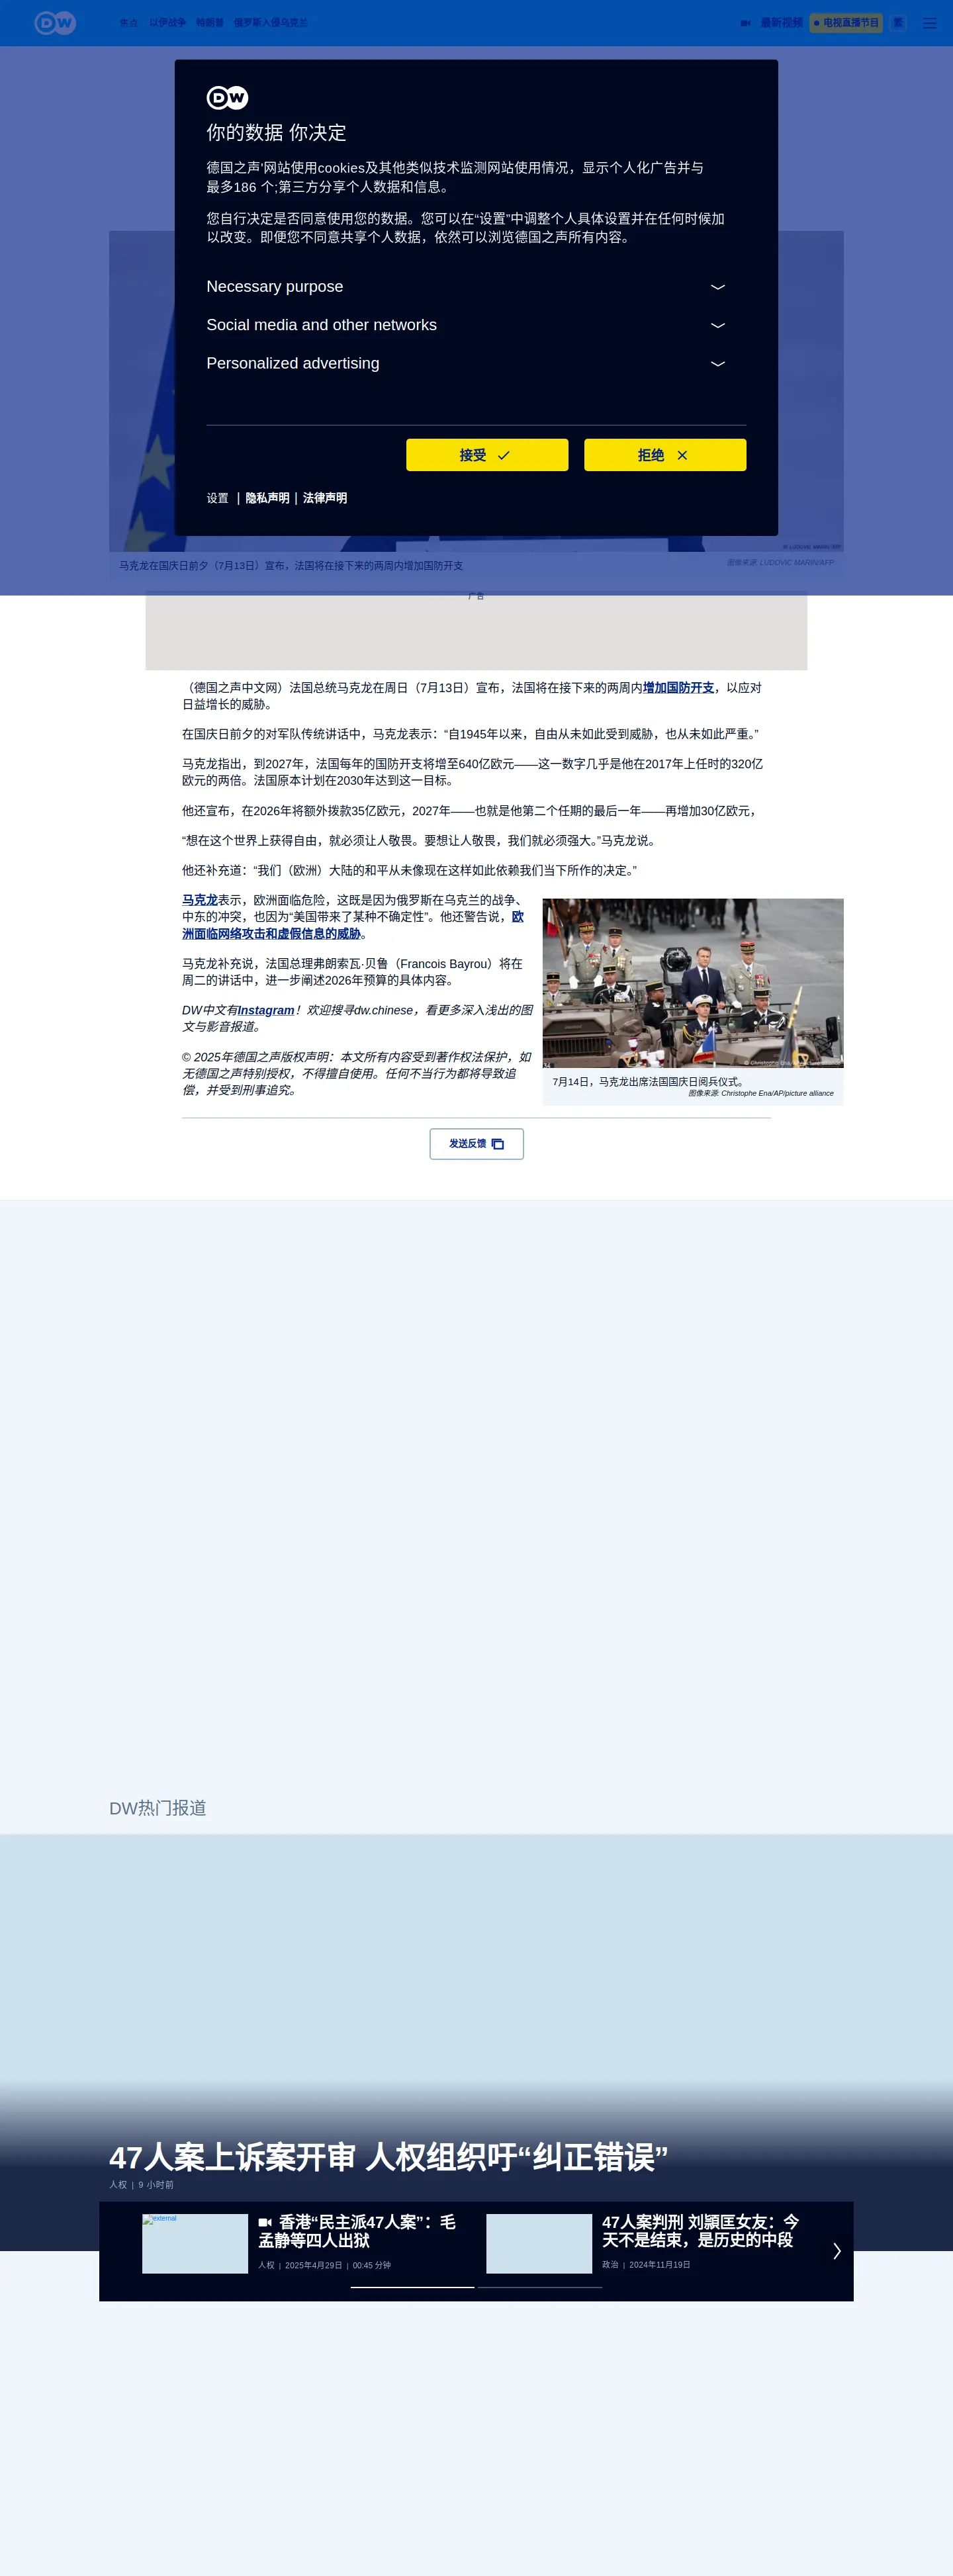 DW
焦点 以伊战争 特朗普 俄罗斯入侵乌克兰
最新视频 电视直播节目 繁
DW
你的数据 你决定
德国之声'网站使用cookies及其他类似技术监测网站使用情况，显示个人化广告并与
最多186 个;第三方分享个人数据和信息。
您自行决定是否同意使用您的数据。您可以在“设置”中调整个人具体设置并在任何时候加
以改变。即便您不同意共享个人数据，依然可以浏览德国之声所有内容。
Necessary purpose
Social media and other networks
Personalized advertising
接受 拒绝
设置 | 隐私声明 | 法律声明
© LUDOVIC MARIN/AFP
马克龙在国庆日前夕（7月13日）宣布，法国将在接下来的两周内增加国防开支
图像来源: LUDOVIC MARIN/AFP
广告
（德国之声中文网）法国总统马克龙在周日（7月13日）宣布，法国将在接下来的两周内增加国防开支，以应对
日益增长的威胁。
在国庆日前夕的对军队传统讲话中，马克龙表示：“自1945年以来，自由从未如此受到威胁，也从未如此严重。”
马克龙指出，到2027年，法国每年的国防开支将增至640亿欧元——这一数字几乎是他在2017年上任时的320亿
欧元的两倍。法国原本计划在2030年达到这一目标。
他还宣布，在2026年将额外拨款35亿欧元，2027年——也就是他第二个任期的最后一年——再增加30亿欧元，
“想在这个世界上获得自由，就必须让人敬畏。要想让人敬畏，我们就必须强大。”马克龙说。
他还补充道：“我们（欧洲）大陆的和平从未像现在这样如此依赖我们当下所作的决定。”
马克龙表示，欧洲面临危险，这既是因为俄罗斯在乌克兰的战争、
中东的冲突，也因为“美国带来了某种不确定性”。他还警告说，欧
洲面临网络攻击和虚假信息的威胁。
马克龙补充说，法国总理弗朗索瓦·贝鲁（Francois Bayrou）将在
周二的讲话中，进一步阐述2026年预算的具体内容。
DW中文有Instagram！欢迎搜寻dw.chinese，看更多深入浅出的图
文与影音报道。
© 2025年德国之声版权声明：本文所有内容受到著作权法保护，如
无德国之声特别授权，不得擅自使用。任何不当行为都将导致追
偿，并受到刑事追究。
7月14日，马克龙出席法国国庆日阅兵仪式。
图像来源: Christophe Ena/AP/picture alliance
发送反馈
DW热门报道
47人案上诉案开审 人权组织吁“纠正错误”
人权 | 9 小时前
external
香港“民主派47人案”：毛
孟静等四人出狱
人权 | 2025年4月29日 | 00:45 分钟
47人案判刑 刘颖匡女友：今
天不是结束，是历史的中段
政治 | 2024年11月19日